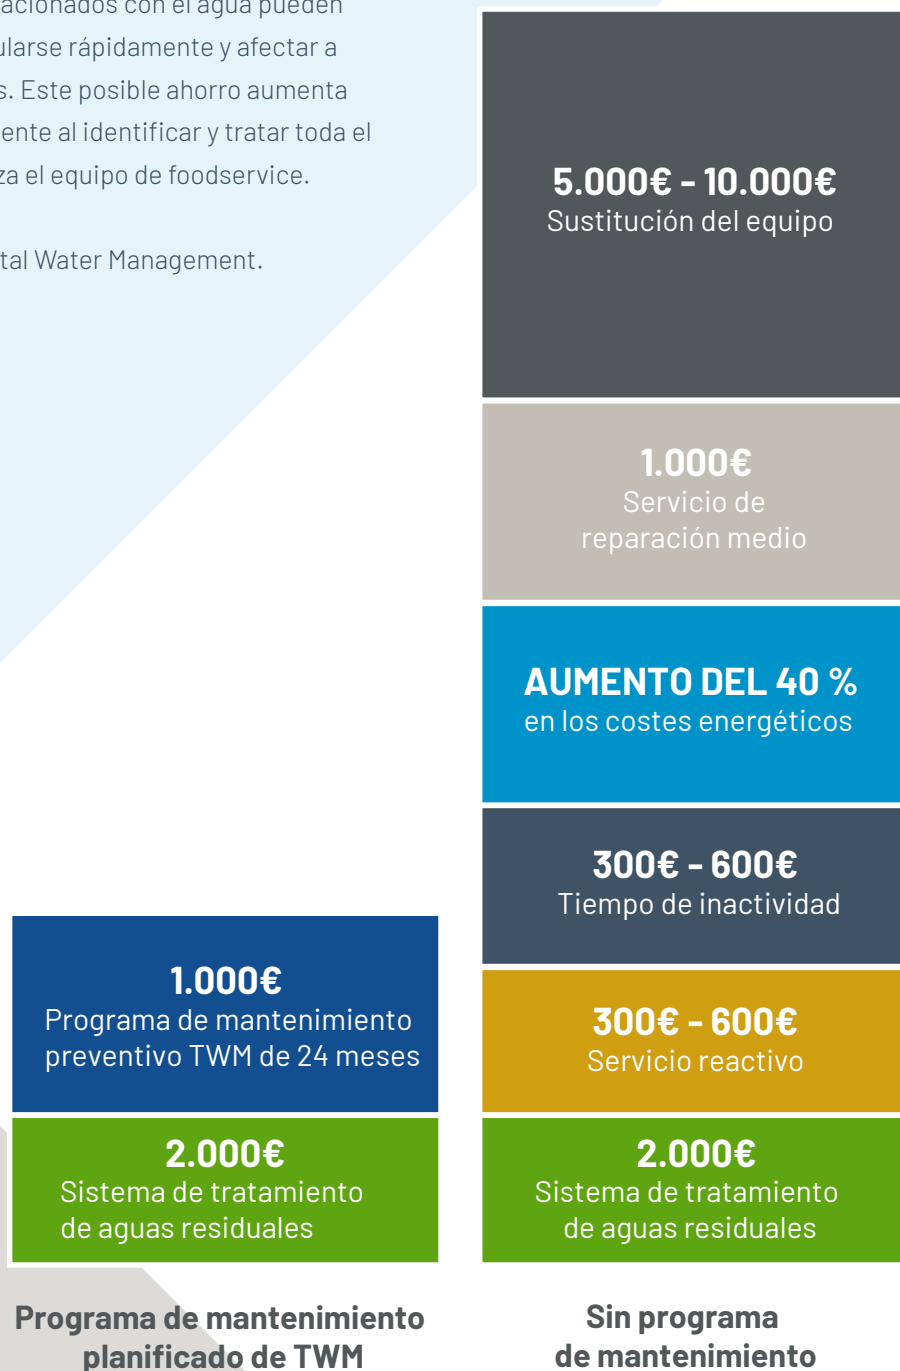 acionados con el agua pueden
ularse rápidamente y afectar a
s. Este posible ahorro aumenta
ente al identificar y tratar toda el
za el equipo de foodservice.
tal Water Management.
5.000€ - 10.000€
Sustitución del equipo
1.000€
Servicio de
reparación medio
AUMENTO DEL 40 %
en los costes energéticos
300€ - 600€
Tiempo de inactividad
300€ - 600€
Servicio reactivo
2.000€
Sistema de tratamiento
de aguas residuales
Sin programa
de mantenimiento
1.000€
Programa de mantenimiento
preventivo TWM de 24 meses
2.000€
Sistema de tratamiento
de aguas residuales
Programa de mantenimiento
planificado de TWM